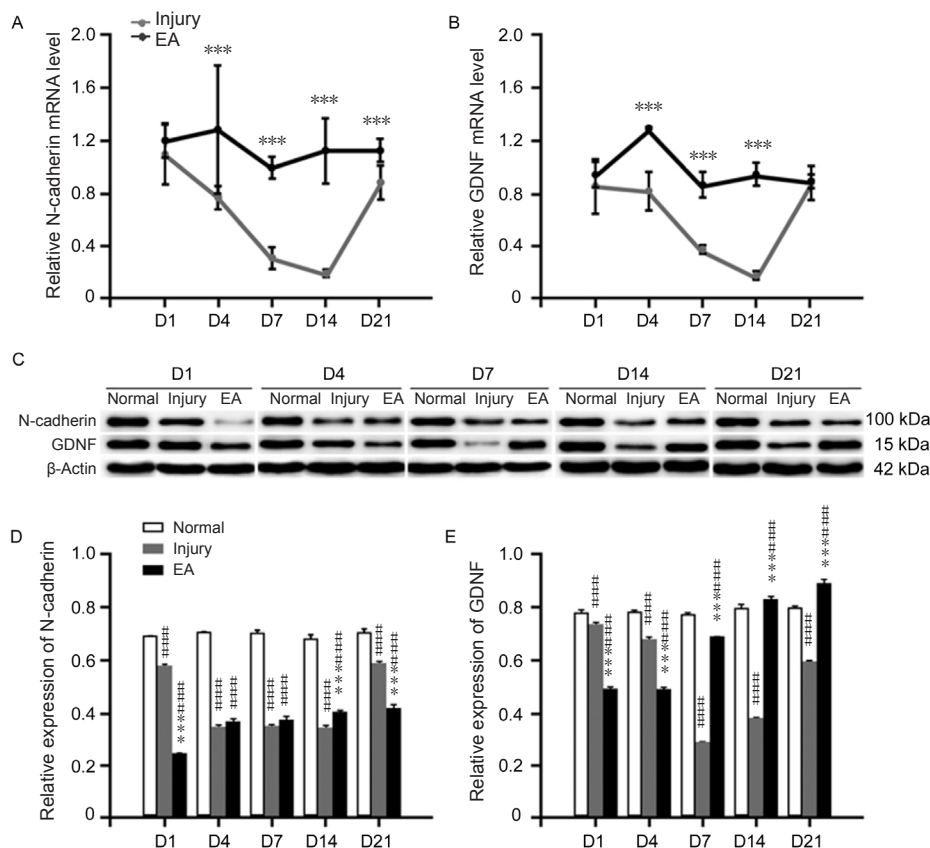 A
Injury
EA
Relative N-cadherin mRNA level
2.0
1.6
1.2
0.8
0.4
0
***
***
***
***
D1 D4 D7 D14 D21
B
Relative GDNF mRNA level
2.0
1.6
1.2
0.8
0.4
0
***
***
***
D1 D4 D7 D14 D21
C
D1 D4 D7 D14 D21
Normal Injury EA Normal Injury EA Normal Injury EA Normal Injury EA Normal Injury EA
N-cadherin 100 kDa
GDNF 15 kDa
β-Actin 42 kDa
D
Normal
Injury
EA
Relative expression of N-cadherin
1.0
0.8
0.6
0.4
0.2
0
###
###***
###
###
###
###
###
###***
###
###***
D1 D4 D7 D14 D21
E
Relative expression of GDNF
1.0
0.8
0.6
0.4
0.2
0
###
###***
###
###***
###
###***
###
###***
###
###***
D1 D4 D7 D14 D21